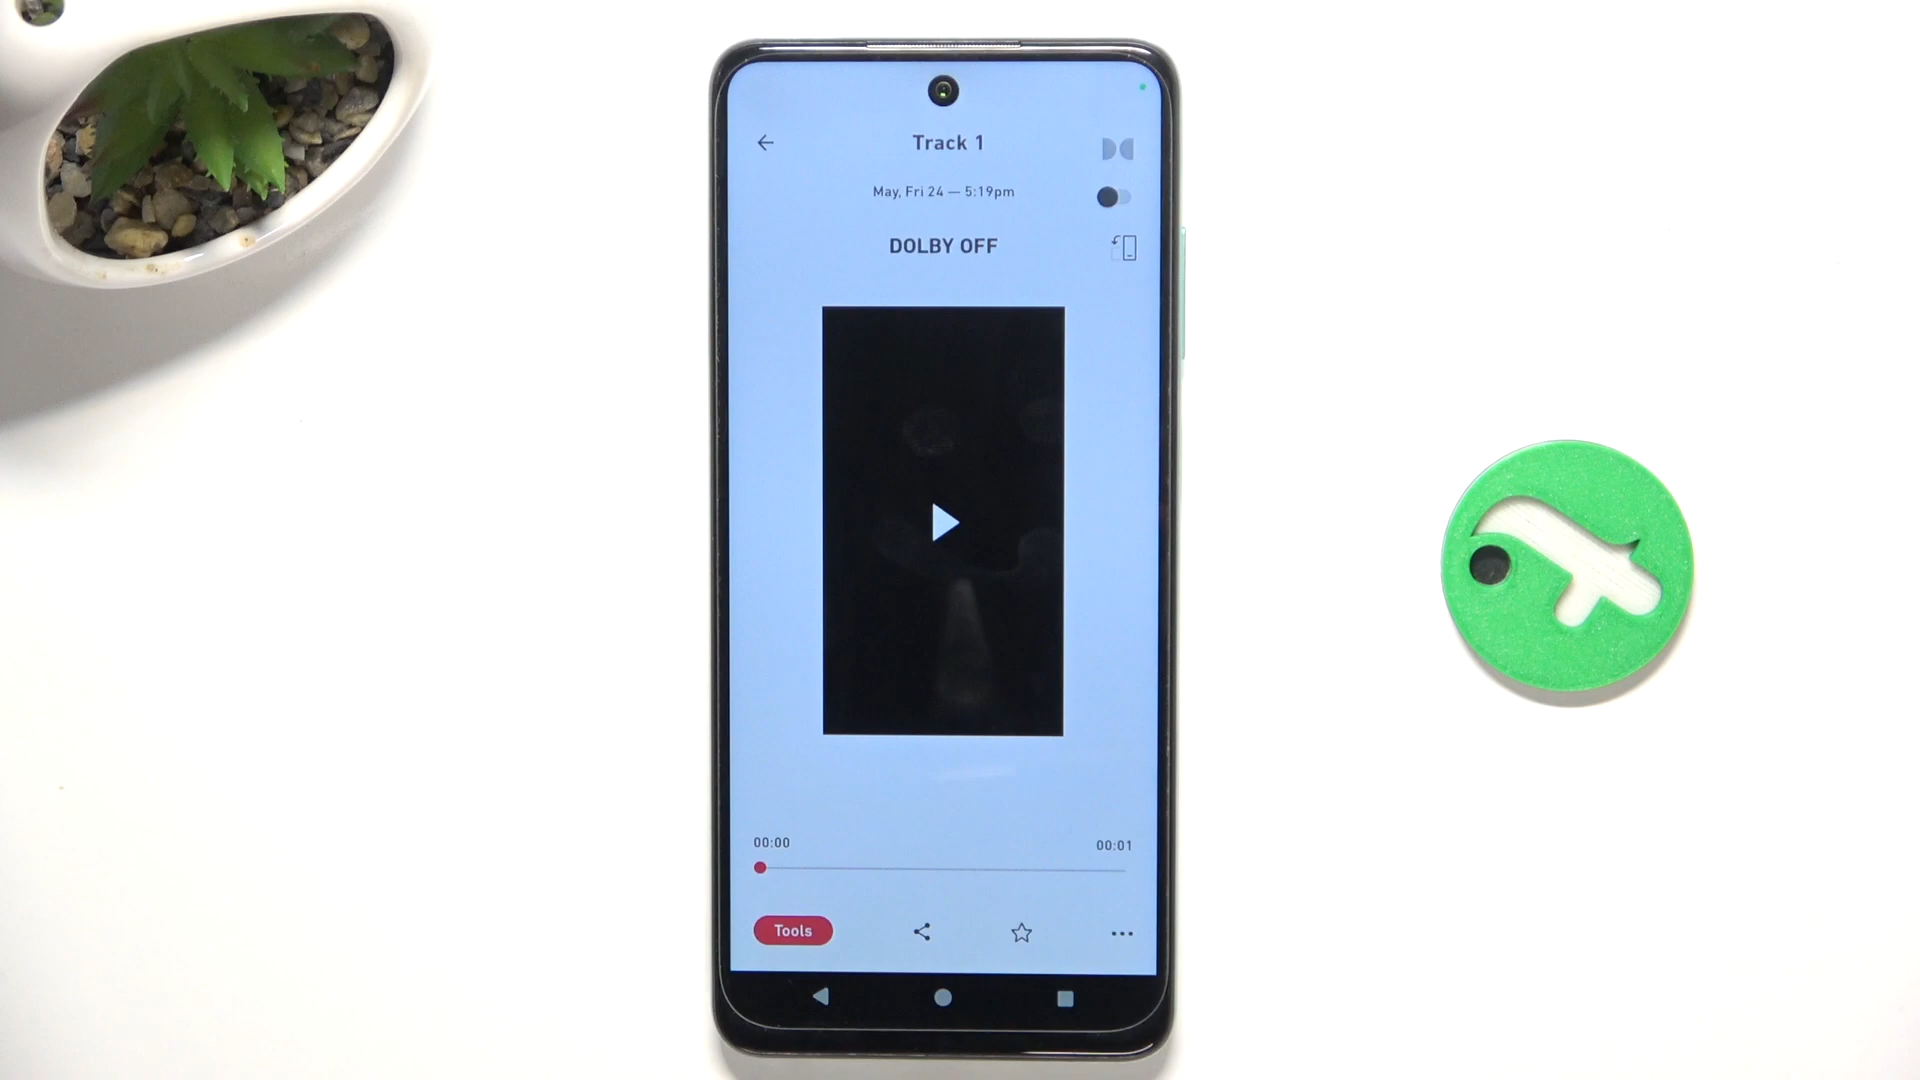 Track 1
May, Fri 24 — 5:19pm
DOLBY OFF
00:00
00:01
Tools